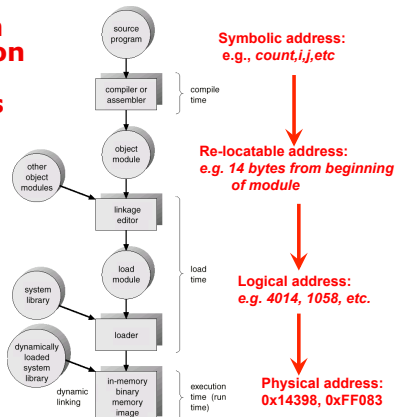 n
on
s
source
program
compiler or
assembler
compile
time
object
module
other
object
modules
linkage
editor
load
module
load
time
system
library
loader
dynamically
loaded
system
library
dynamic
linking
in-memory
binary
memory
image
execution
time (run
time)
Symbolic address:
e.g., count,i,j,etc
Re-locatable address:
e.g. 14 bytes from beginning
of module
Logical address:
e.g. 4014, 1058, etc.
Physical address:
0x14398, 0xFF083